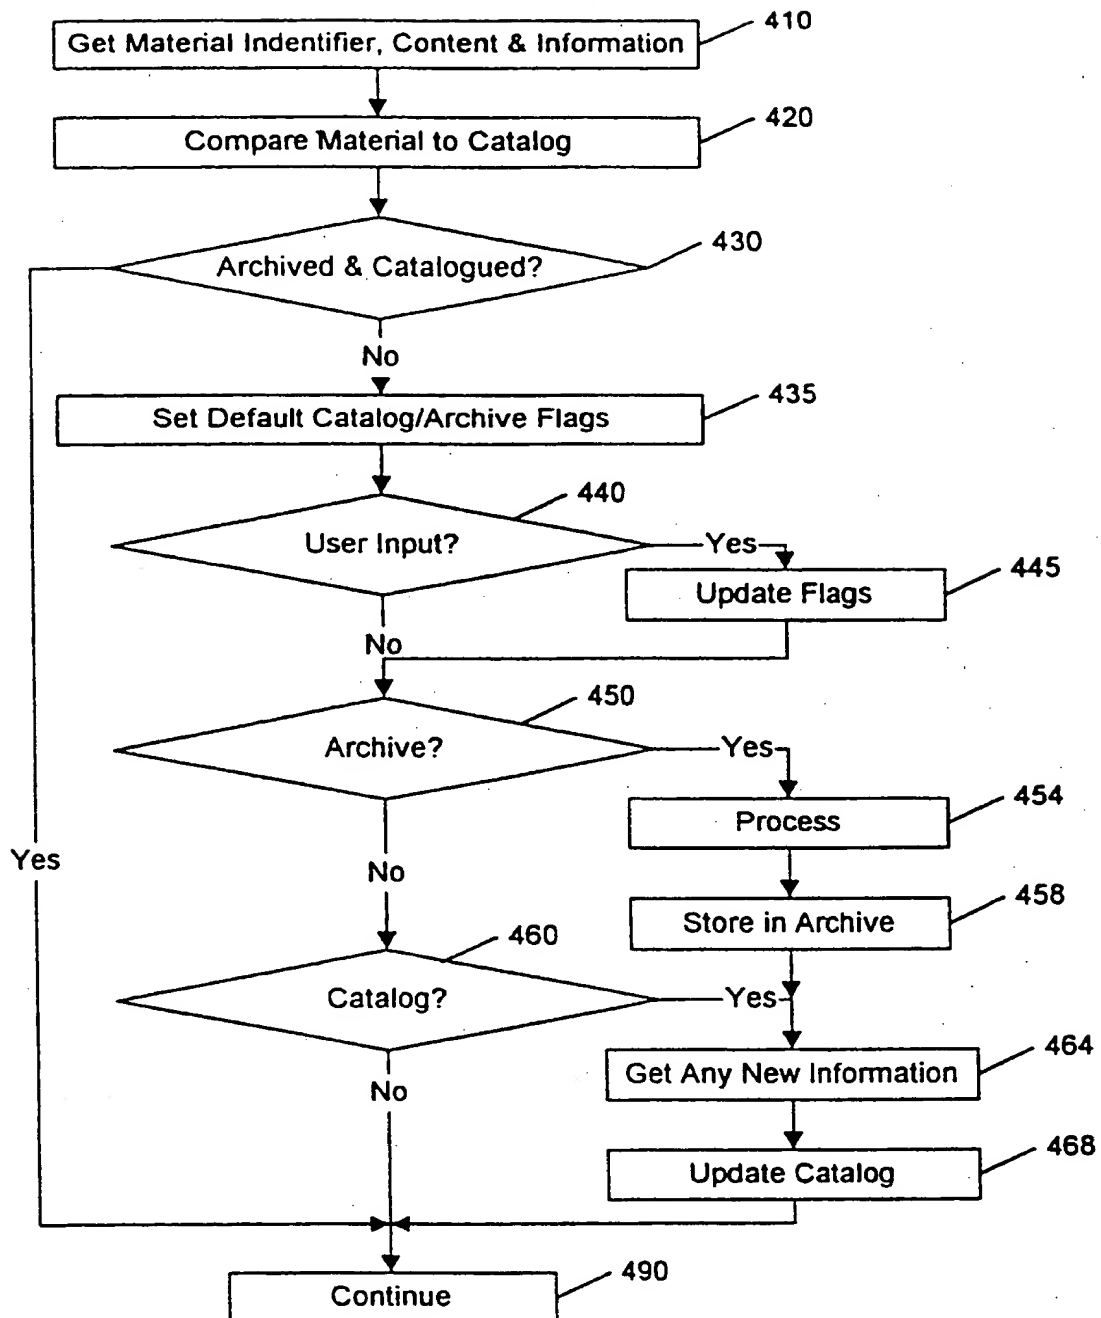 410
Get Material Indentifier, Content & Information
420
Compare Material to Catalog
430
Archived & Catalogued?
No
435
Set Default Catalog/Archive Flags
440
User Input?
Yes
445
Update Flags
No
450
Archive?
Yes
454
Process
Yes
No
458
Store in Archive
460
Catalog?
Yes
464
Get Any New Information
No
468
Update Catalog
490
Continue